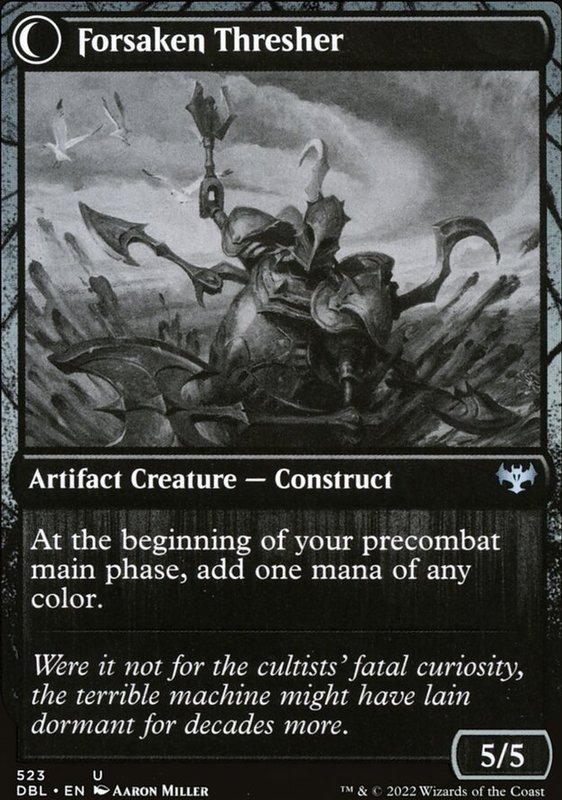 Forsaken Thresher
Artifact Creature — Construct
At the beginning of your precombat
main phase, add one mana of any
color.
Were it not for the cultists' fatal curiosity,
the terrible machine might have lain
dormant for decades more.
5/5
523 U
DBL • EN Aaron Miller
™ & © 2022 Wizards of the Coast